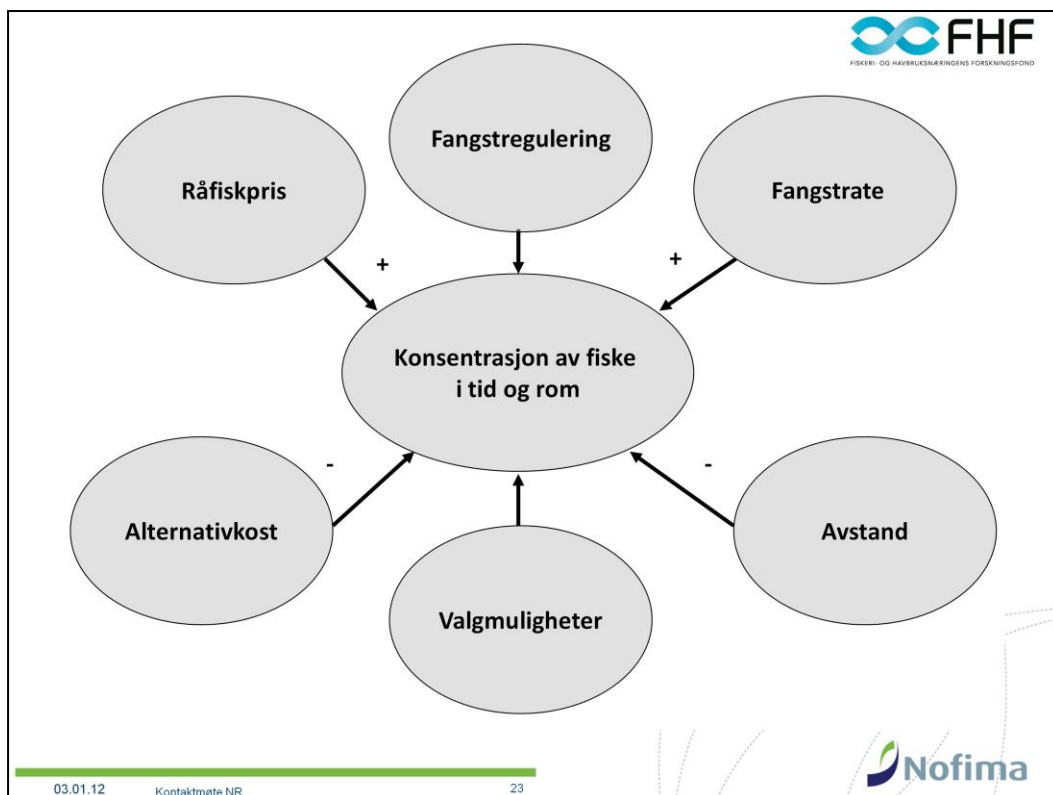 FHF
FISKERI- OG HAVBRUKSNÆRINGENS FORSKNINGSFOND
Fangstregulering
Råfiskpris
Fangstrate
+
+
Konsentrasjon av fiske
i tid og rom
-
-
Alternativkost
Avstand
Valgmuligheter
03.01.12
Kontaktmøte NR
23
Nofima